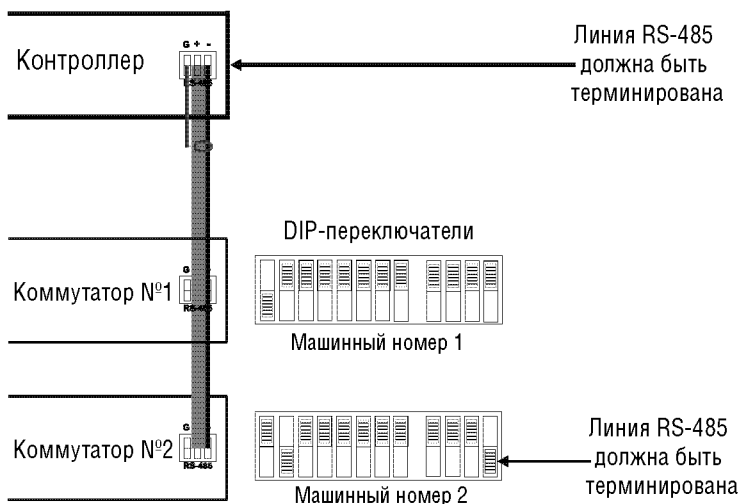 G + -
Контроллер
RS-485
Линия RS-485
должна быть
терминирована
DIP-переключатели
G
Коммутатор №1
RS-485
Машинный номер 1
G
Коммутатор №2
RS-485
Машинный номер 2
Линия RS-485
должна быть
терминирована